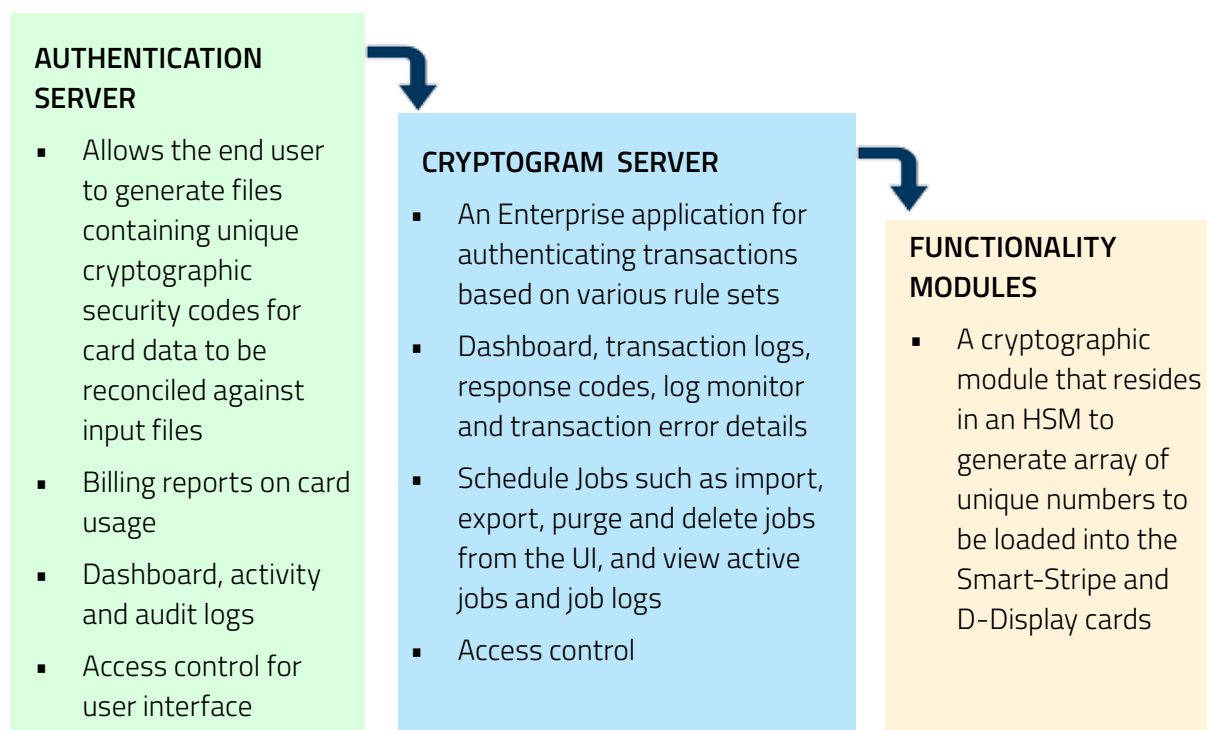 AUTHENTICATION
SERVER
▪ Allows the end user
to generate files
containing unique
cryptographic
security codes for
card data to be
reconciled against
input files
▪ Billing reports on card
usage
▪ Dashboard, activity
and audit logs
▪ Access control for
user interface
CRYPTOGRAM SERVER
▪ An Enterprise application for
authenticating transactions
based on various rule sets
▪ Dashboard, transaction logs,
response codes, log monitor
and transaction error details
▪ Schedule Jobs such as import,
export, purge and delete jobs
from the UI, and view active
jobs and job logs
▪ Access control
FUNCTIONALITY
MODULES
▪ A cryptographic
module that resides
in an HSM to
generate array of
unique numbers to
be loaded into the
Smart-Stripe and
D-Display cards